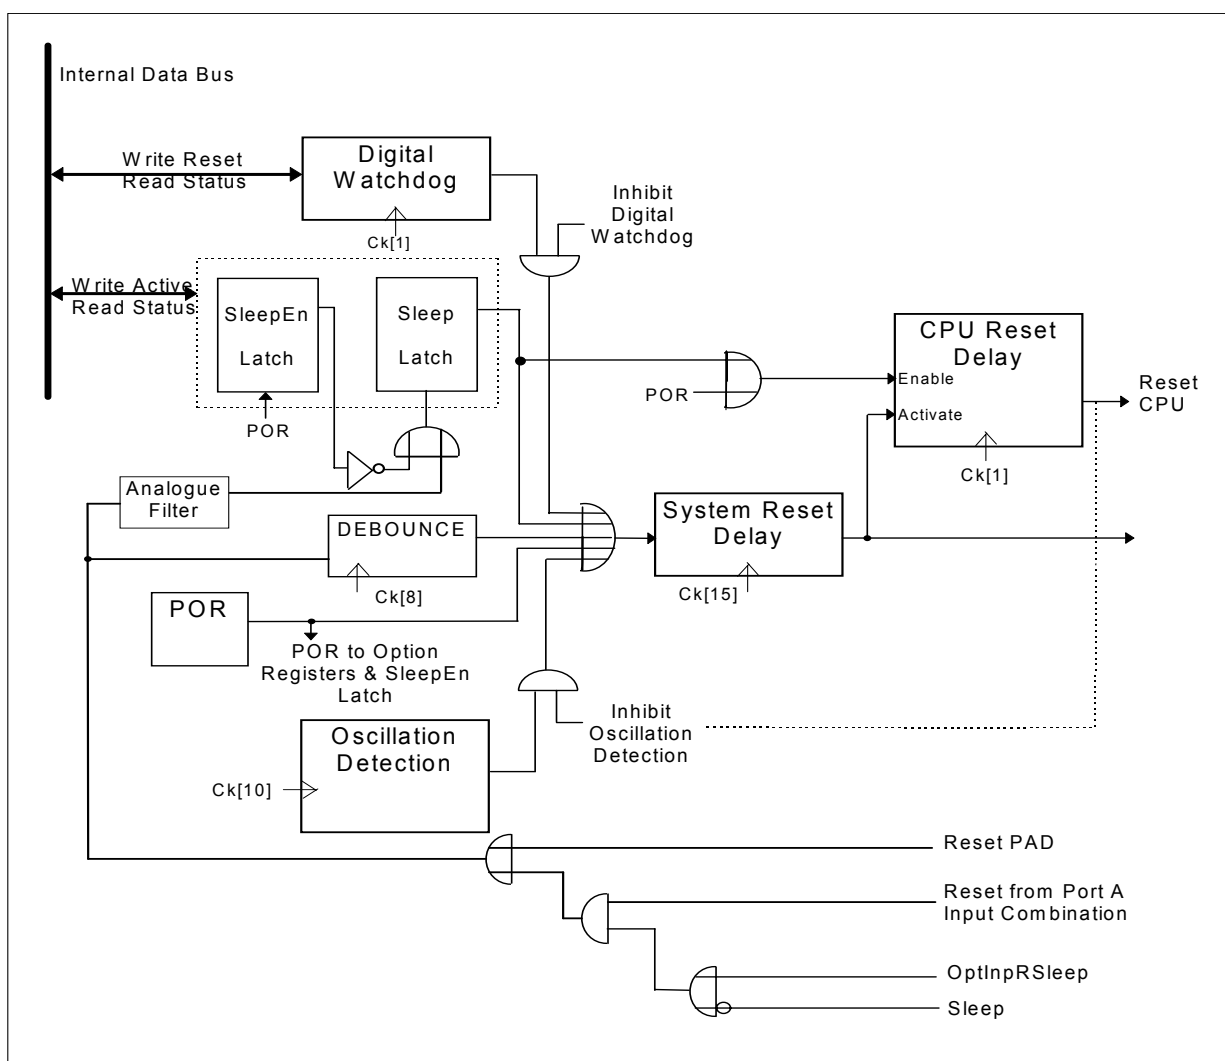 Internal Data Bus
Write Reset
Read Status
Digital
Watchdog
Ck[1]
Inhibit
Digital
Watchdog
Write Active
Read Status
SleepEn
Latch
POR
Sleep
Latch
POR
CPU Reset
Delay
Enable
Activate
Ck[1]
Reset
CPU
Analogue
Filter
DEBOUNCE
Ck[8]
System Reset
Delay
Ck[15]
POR
POR to Option
Registers & SleepEn
Latch
Inhibit
Oscillation
Detection
Oscillation
Detection
Ck[10]
Reset PAD
Reset from Port A
Input Combination
OptInpRSleep
Sleep